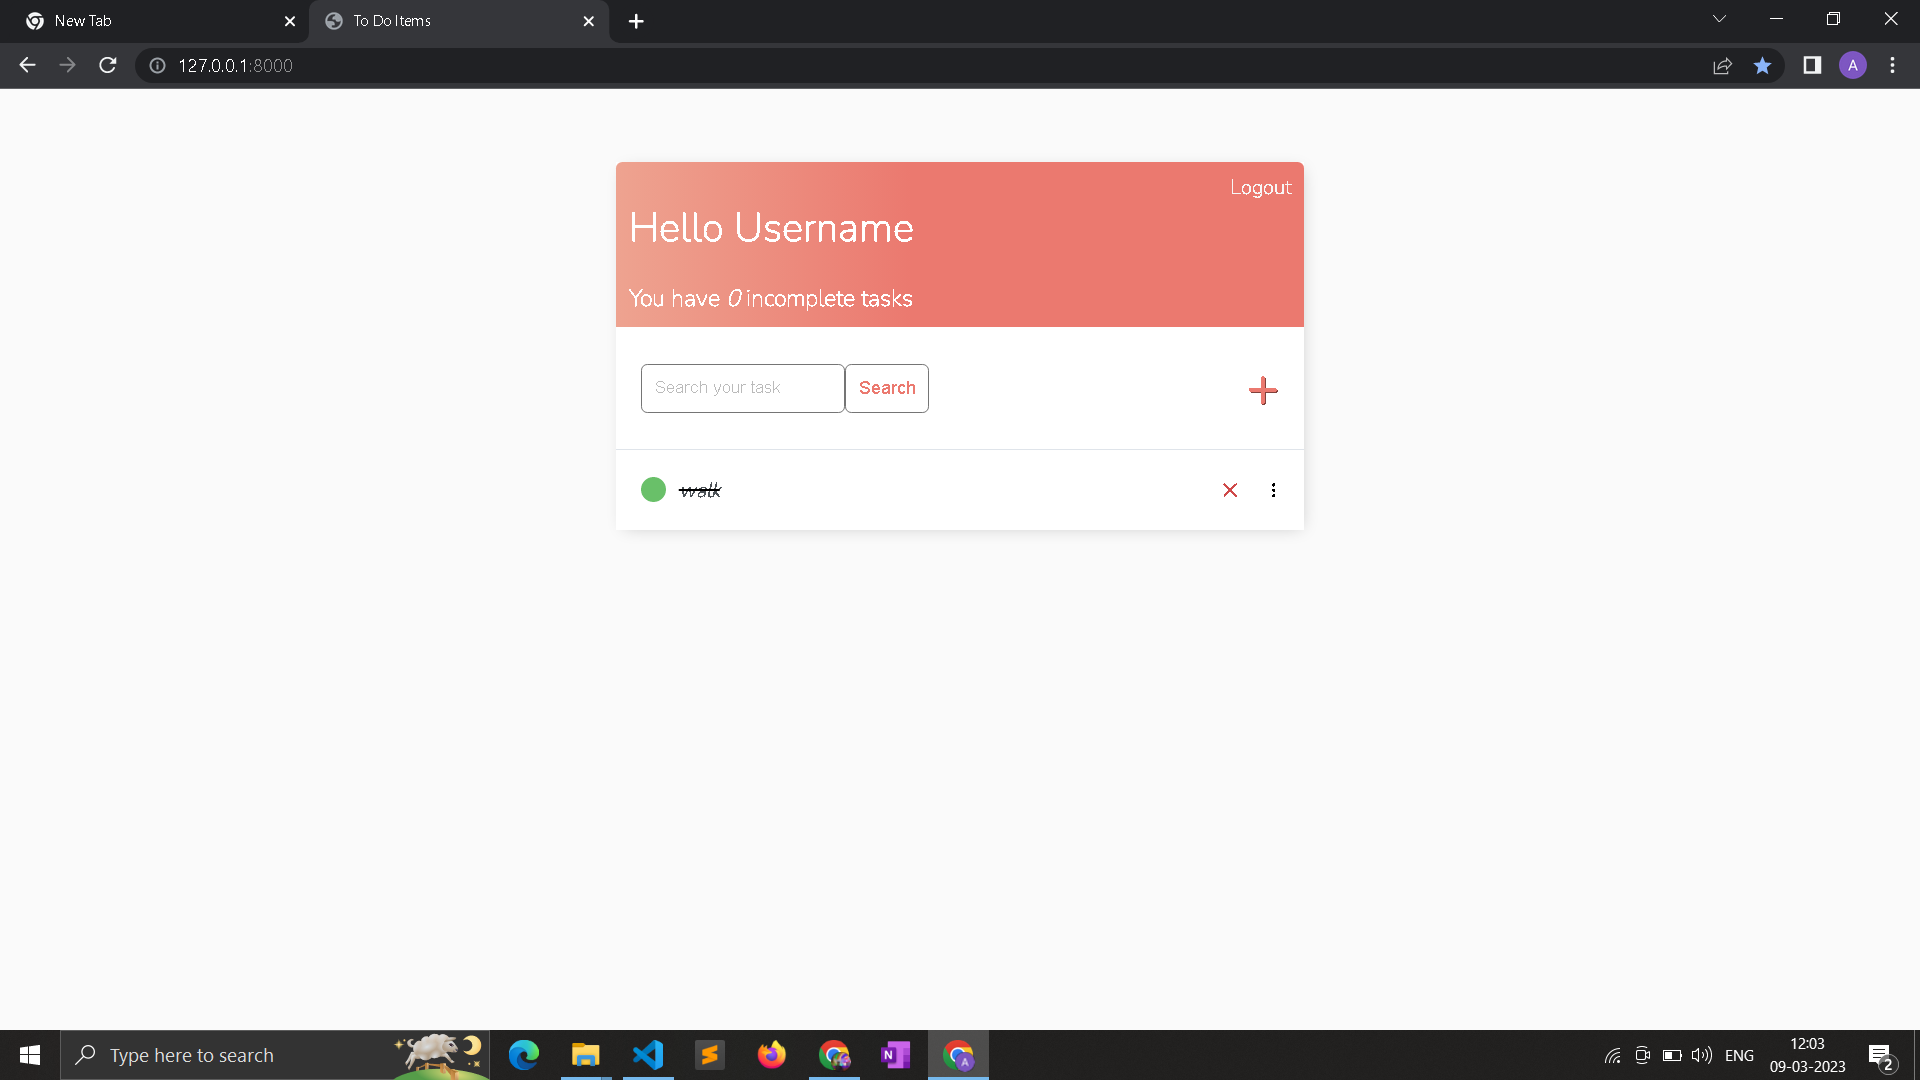 New Tab
To Do Items
127.0.0.1:8000
A
Logout
Hello Username
You have 0 incomplete tasks
Search your task
Search
walk
Type here to search
N
A
ENG
12:03
09-03-2023
2